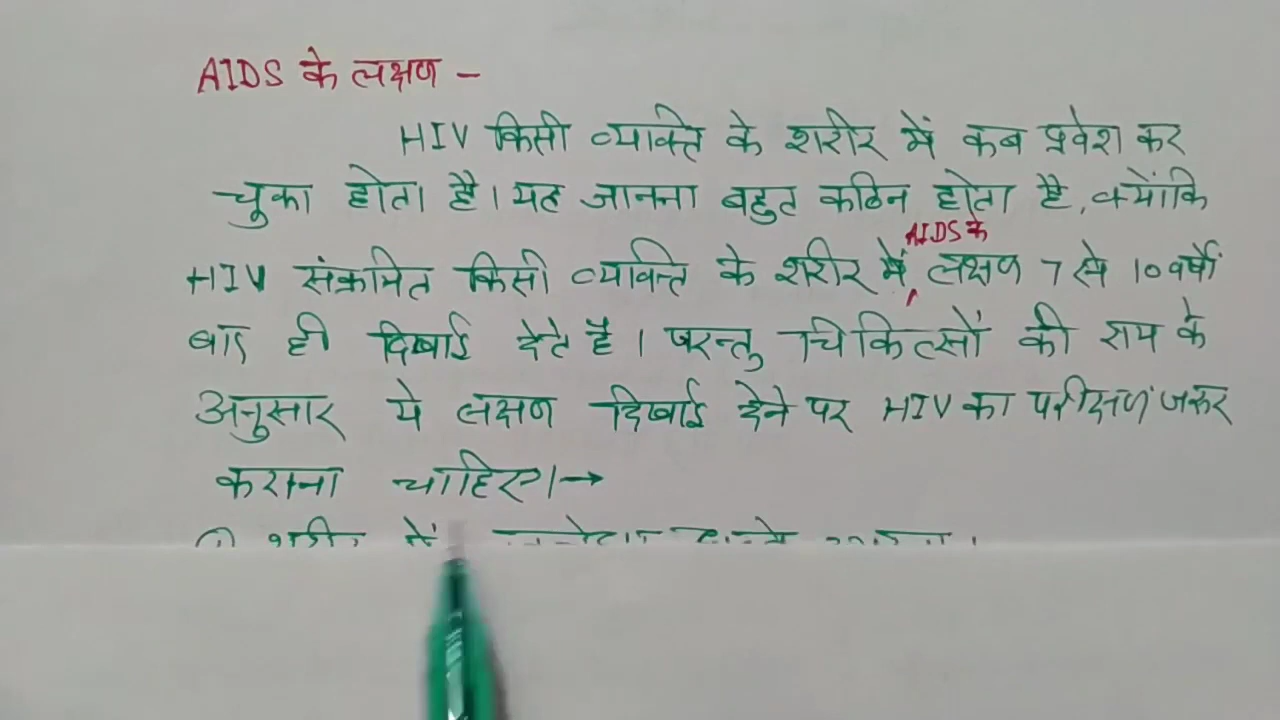 AIDS के लक्षण -
HIV किसी व्यक्ति के शरीर में कब प्रवेश कर
चुका होता है। यह जानना बहुत कठिन होता है, क्योंकि
AIDS के
HIV संक्रमित किसी व्यक्ति के शरीर में, लक्षण 7 से 10 वर्षों
बाद ही दिखाई देते है। परन्तु चिकित्सों की राय के
अनुसार ये लक्षण दिखाई देने पर HIV का परीक्षण जरूर
कराना चाहिए।→